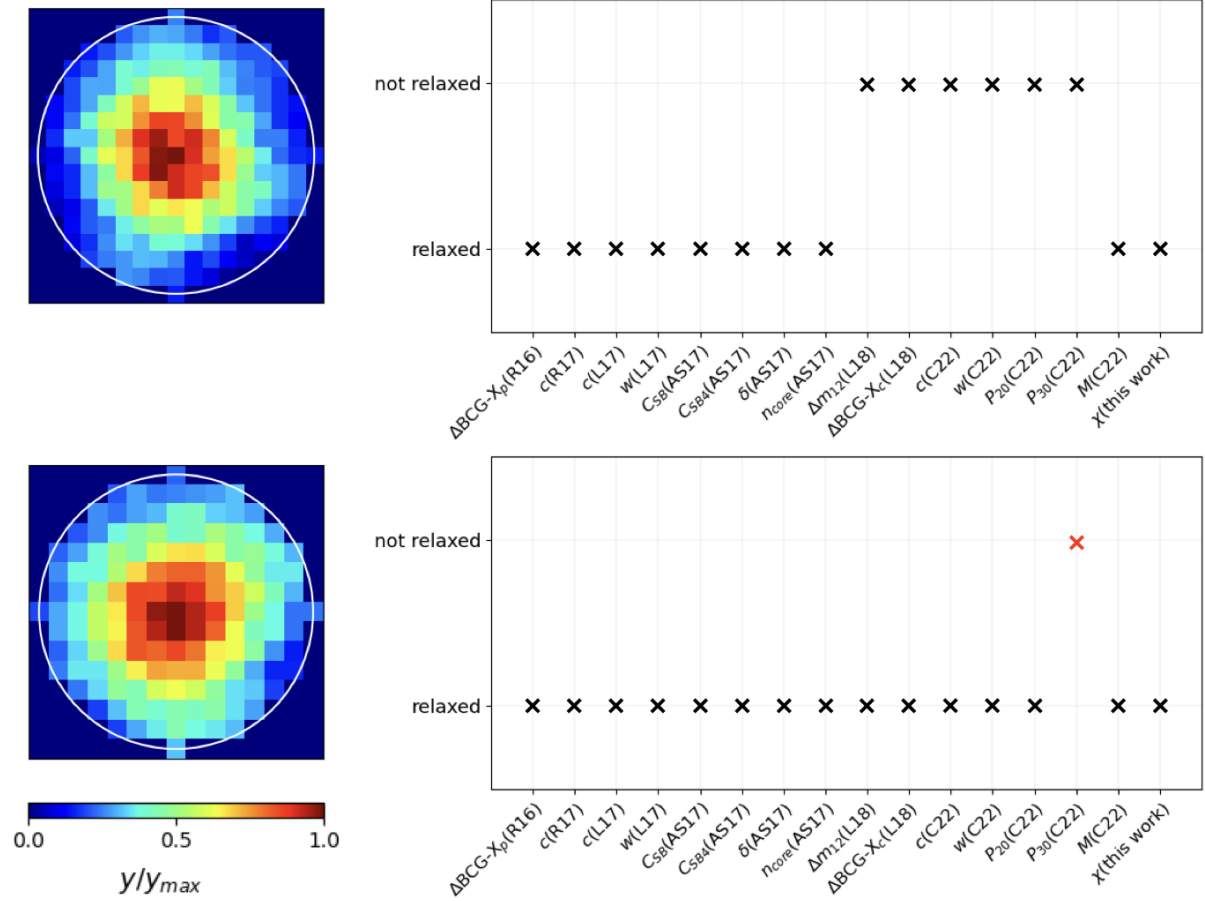 not relaxed
relaxed
ΔBCG-X_p(R16)
c(R17)
c(L17)
w(L17)
C_SB(AS17)
C_SB4(AS17)
δ(AS17)
n_core(AS17)
Δm_12(L18)
ΔBCG-X_c(L18)
c(C22)
w(C22)
P_20(C22)
P_30(C22)
M(C22)
χ(this work)
not relaxed
relaxed
ΔBCG-X_p(R16)
c(R17)
c(L17)
w(L17)
C_SB(AS17)
C_SB4(AS17)
δ(AS17)
n_core(AS17)
Δm_12(L18)
ΔBCG-X_c(L18)
c(C22)
w(C22)
P_20(C22)
P_30(C22)
M(C22)
χ(this work)
0.0 0.5 1.0
y/y_max